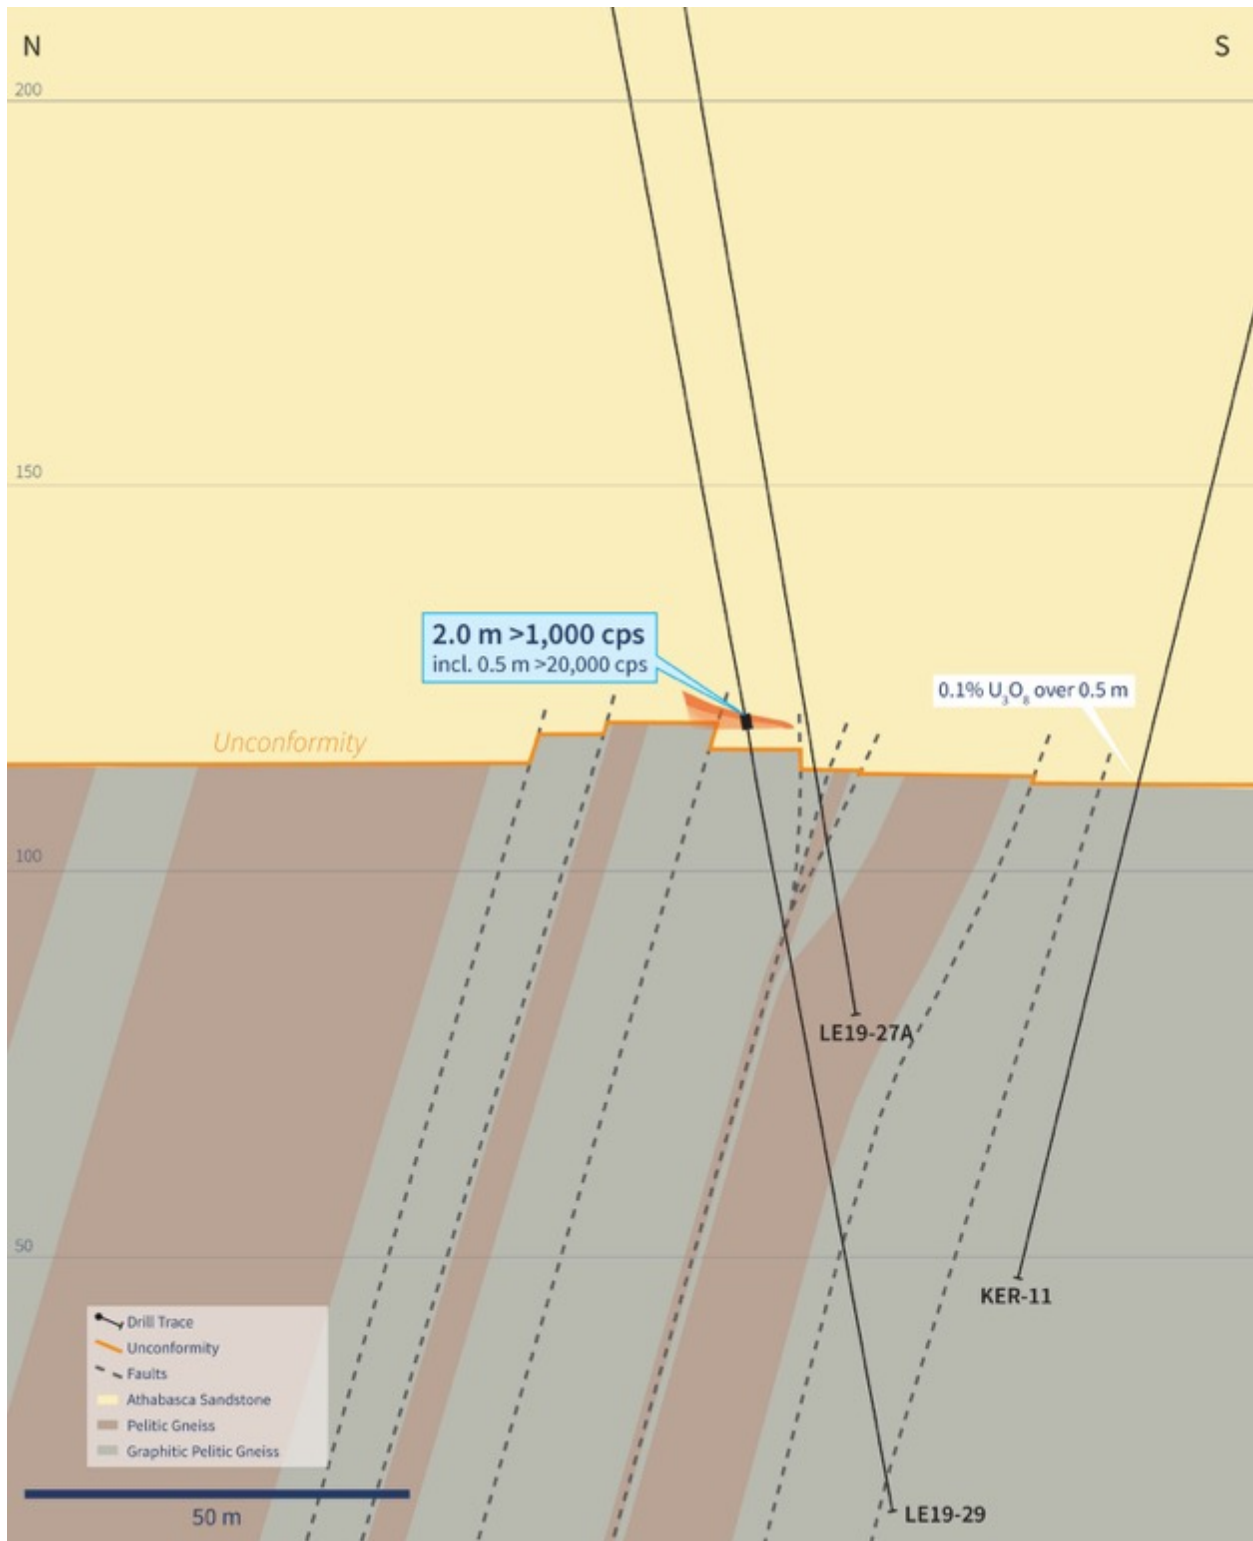 N
S
200
150
2.0 m >1,000 cps
incl. 0.5 m >20,000 cps
0.1% U₃O₈ over 0.5 m
Unconformity
100
LE19-27A
50
KER-11
Drill Trace
Unconformity
Faults
Athabasca Sandstone
Pelitic Gneiss
Graphitic Pelitic Gneiss
50 m
LE19-29